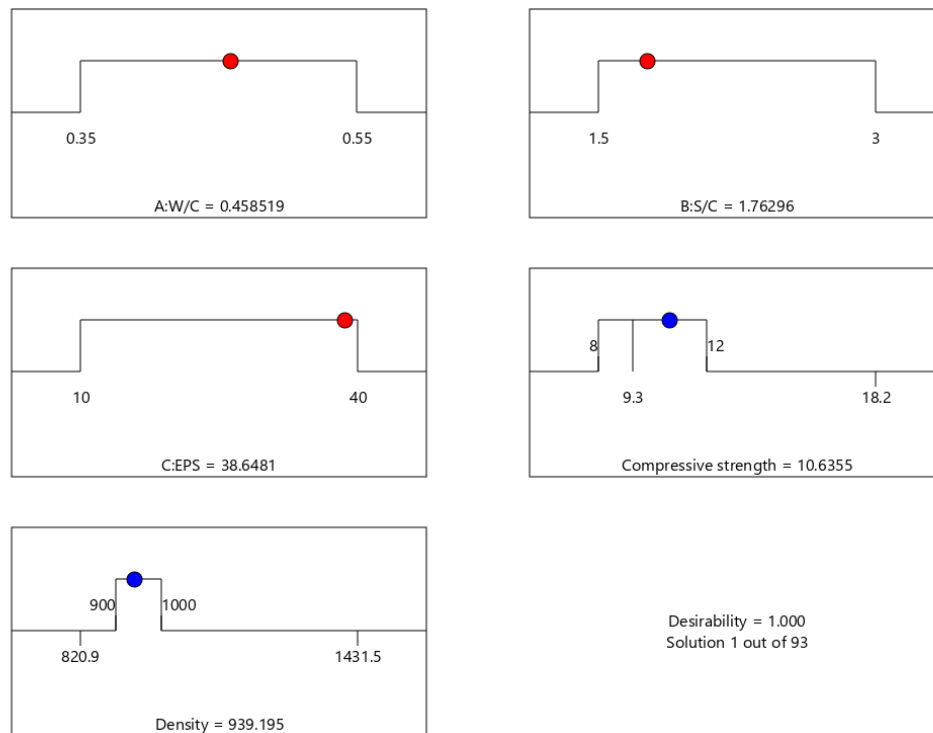 0.35
0.55
A:W/C = 0.458519
1.5
3
B:S/C = 1.76296
10
40
C:EPS = 38.6481
8
12
9.3
18.2
Compressive strength = 10.6355
900
1000
820.9
1431.5
Density = 939.195
Desirability = 1.000
Solution 1 out of 93